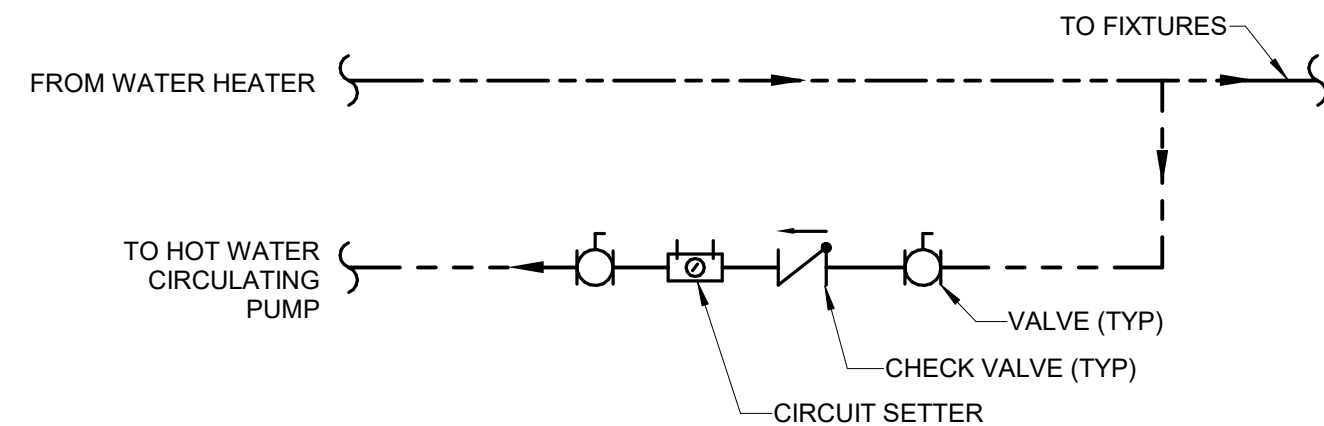 TO FIXTURES
FROM WATER HEATER
TO HOT WATER
CIRCULATING
PUMP
VALVE (TYP)
CHECK VALVE (TYP)
CIRCUIT SETTER